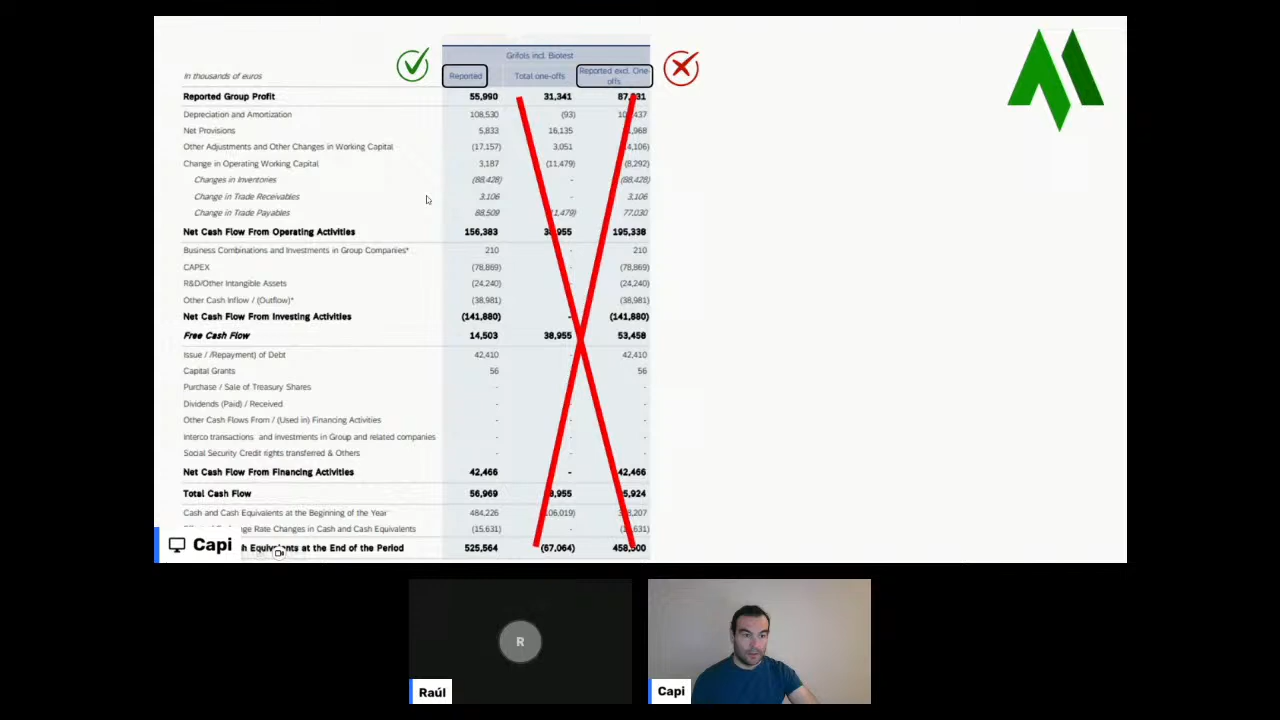 Grifols incl. Biotest
In thousands of euros Reported Total one-offs Reported excl. One-offs
Reported Group Profit 55,990 31,341
Depreciation and Amortization 108,530 (93)
Net Provisions 5,833 16,135
Other Adjustments and Other Changes in Working Capital (17,157) 3,051
Change in Operating Working Capital 3,187 (11,479) (8,292)
Changes in Inventories (88,428) - (88,428)
Change in Trade Receivables 3,106 - 3,106
Change in Trade Payables 88,509 77,030
Net Cash Flow From Operating Activities 156,383 195,338
Business Combinations and Investments in Group Companies* 210 - 210
CAPEX (78,869) - (78,869)
R&D/Other Intangible Assets (24,240) - (24,240)
Other Cash Inflow / (Outflow)* (38,981) - (38,981)
Net Cash Flow From Investing Activities (141,880) - (141,880)
Free Cash Flow 14,503 38,955 53,458
Issue / /Repayment) of Debt 42,410 - 42,410
Capital Grants 56 - 56
Purchase / Sale of Treasury Shares - - -
Dividends (Paid) / Received - - -
Other Cash Flows From / (Used in) Financing Activities - - -
Interco transactions and investments in Group and related companies - - -
Social Security Credit rights transferred & Others - - -
Net Cash Flow From Financing Activities 42,466 - 42,466
Total Cash Flow 56,969
Cash and Cash Equivalents at the Beginning of the Year 484,226
Rate Changes in Cash and Cash Equivalents (15,631) -
Equivalents at the End of the Period 525,564 (67,064)
Capi
R
Raúl
Capi